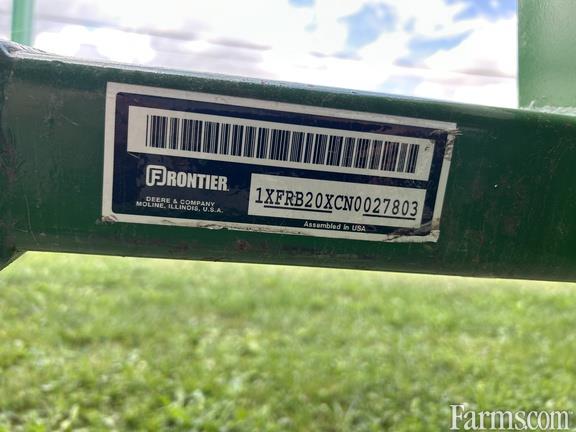 FRONTIER
DEERE & COMPANY
MOLINE, ILLINOIS, U.S.A.
1XFRB20XCN0027803
Assembled in USA
Farms.com